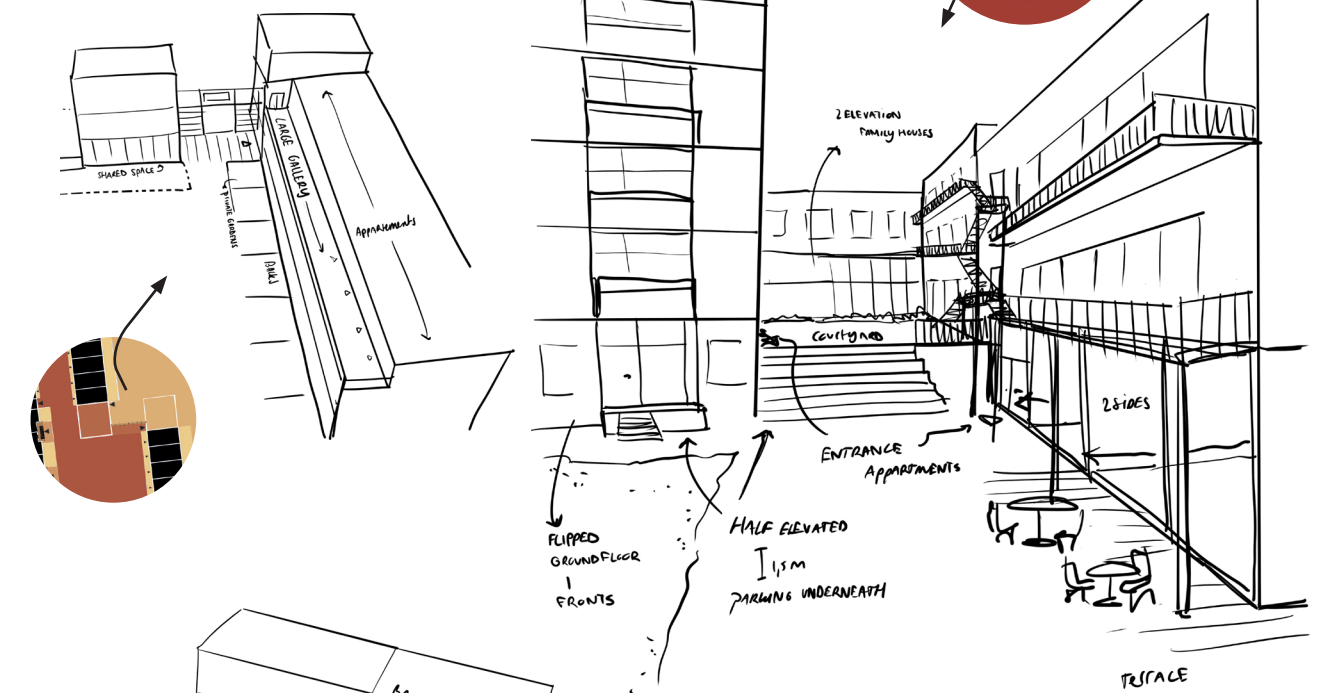 SHARED SPACE
LARGE GALLERY
PRIVATE GARDENS
APPARTEMENTS
2 ELEVATION
FAMILY HOUSES
COURTYARD
2 SIDES
ENTRANCE
APPARTMENTS
FLIPPED
GROUNDFLOOR
FRONTS
HALF ELEVATED
1,5 M
PARKING UNDERNEATH
TERRACE